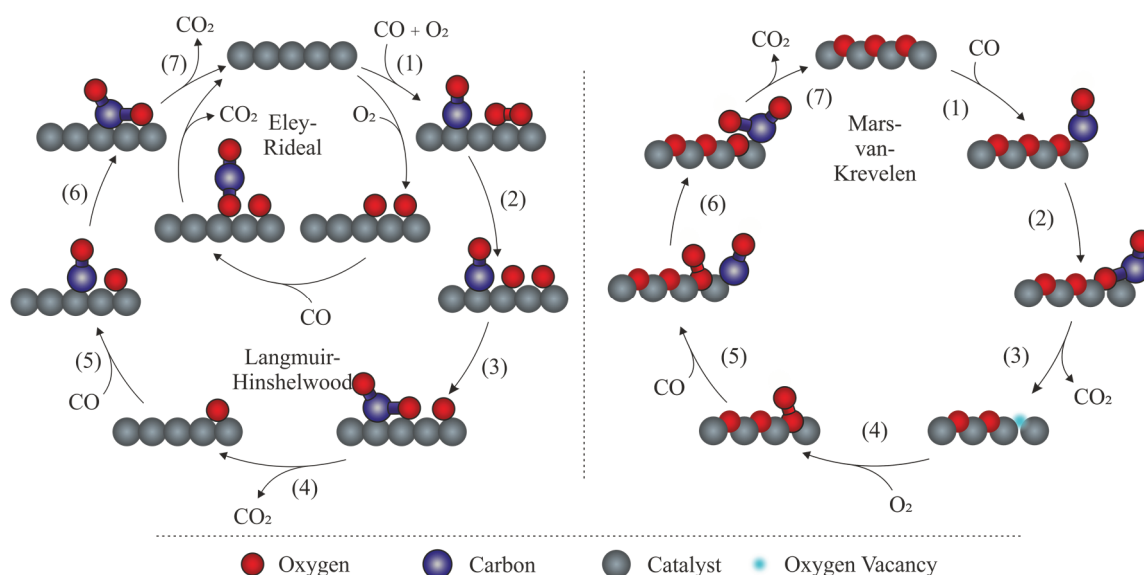 CO₂
CO + O₂
(7)
(1)
CO₂
Eley-
Rideal
O₂
(2)
(6)
CO
(5)
CO
Langmuir-
Hinshelwood
(3)
(4)
CO₂
CO₂
CO
(7)
(1)
Mars-
van-
Krevelen
(6)
(2)
(5)
CO
(3)
CO₂
(4)
O₂
Oxygen
Carbon
Catalyst
Oxygen Vacancy